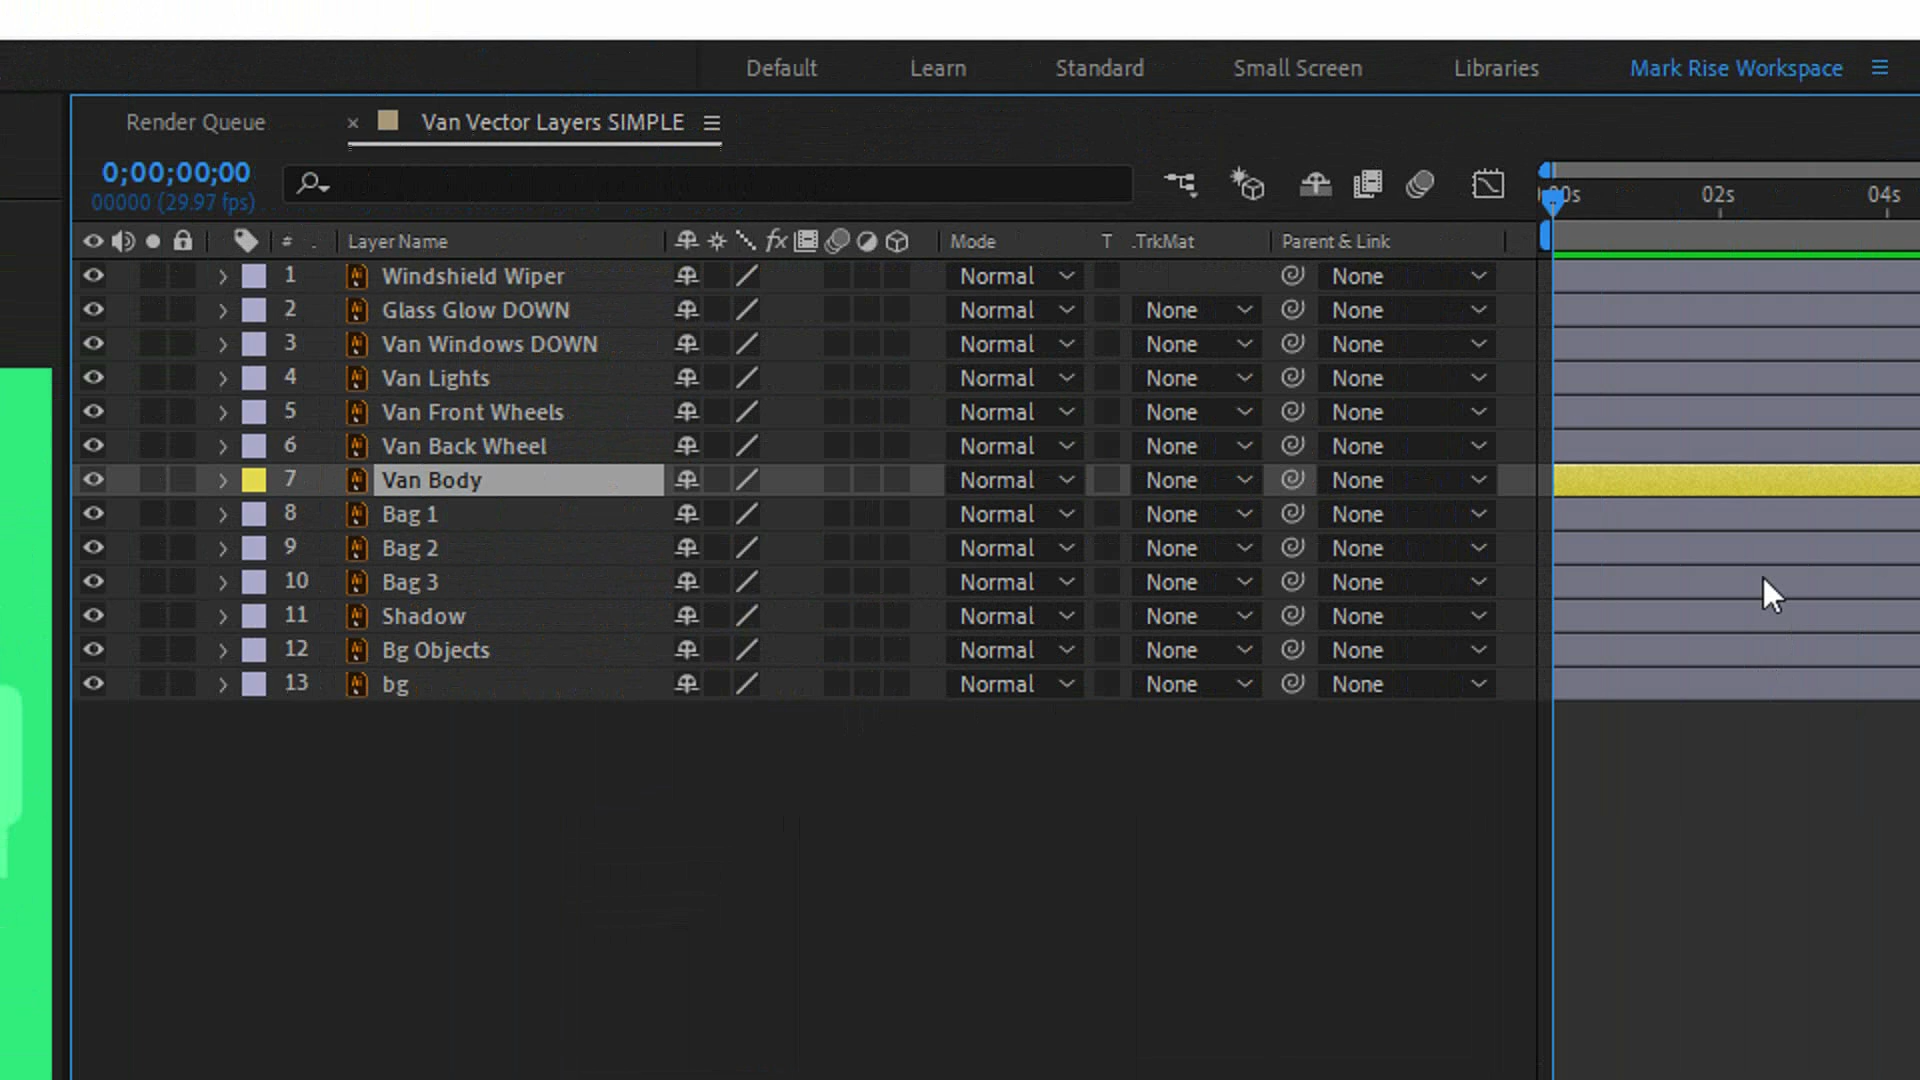 Default Learn Standard Small Screen Libraries Mark Rise Workspace
Render Queue × Van Vector Layers SIMPLE
0;00;00;00
00000 (29.97 fps)
00s 02s 04s
# . Layer Name fx Mode T .TrkMat Parent & Link
1 Windshield Wiper Normal None
2 Glass Glow DOWN Normal None None
3 Van Windows DOWN Normal None None
4 Van Lights Normal None None
5 Van Front Wheels Normal None None
6 Van Back Wheel Normal None None
7 Van Body Normal None None
8 Bag 1 Normal None None
9 Bag 2 Normal None None
10 Bag 3 Normal None None
11 Shadow Normal None None
12 Bg Objects Normal None None
13 bg Normal None None